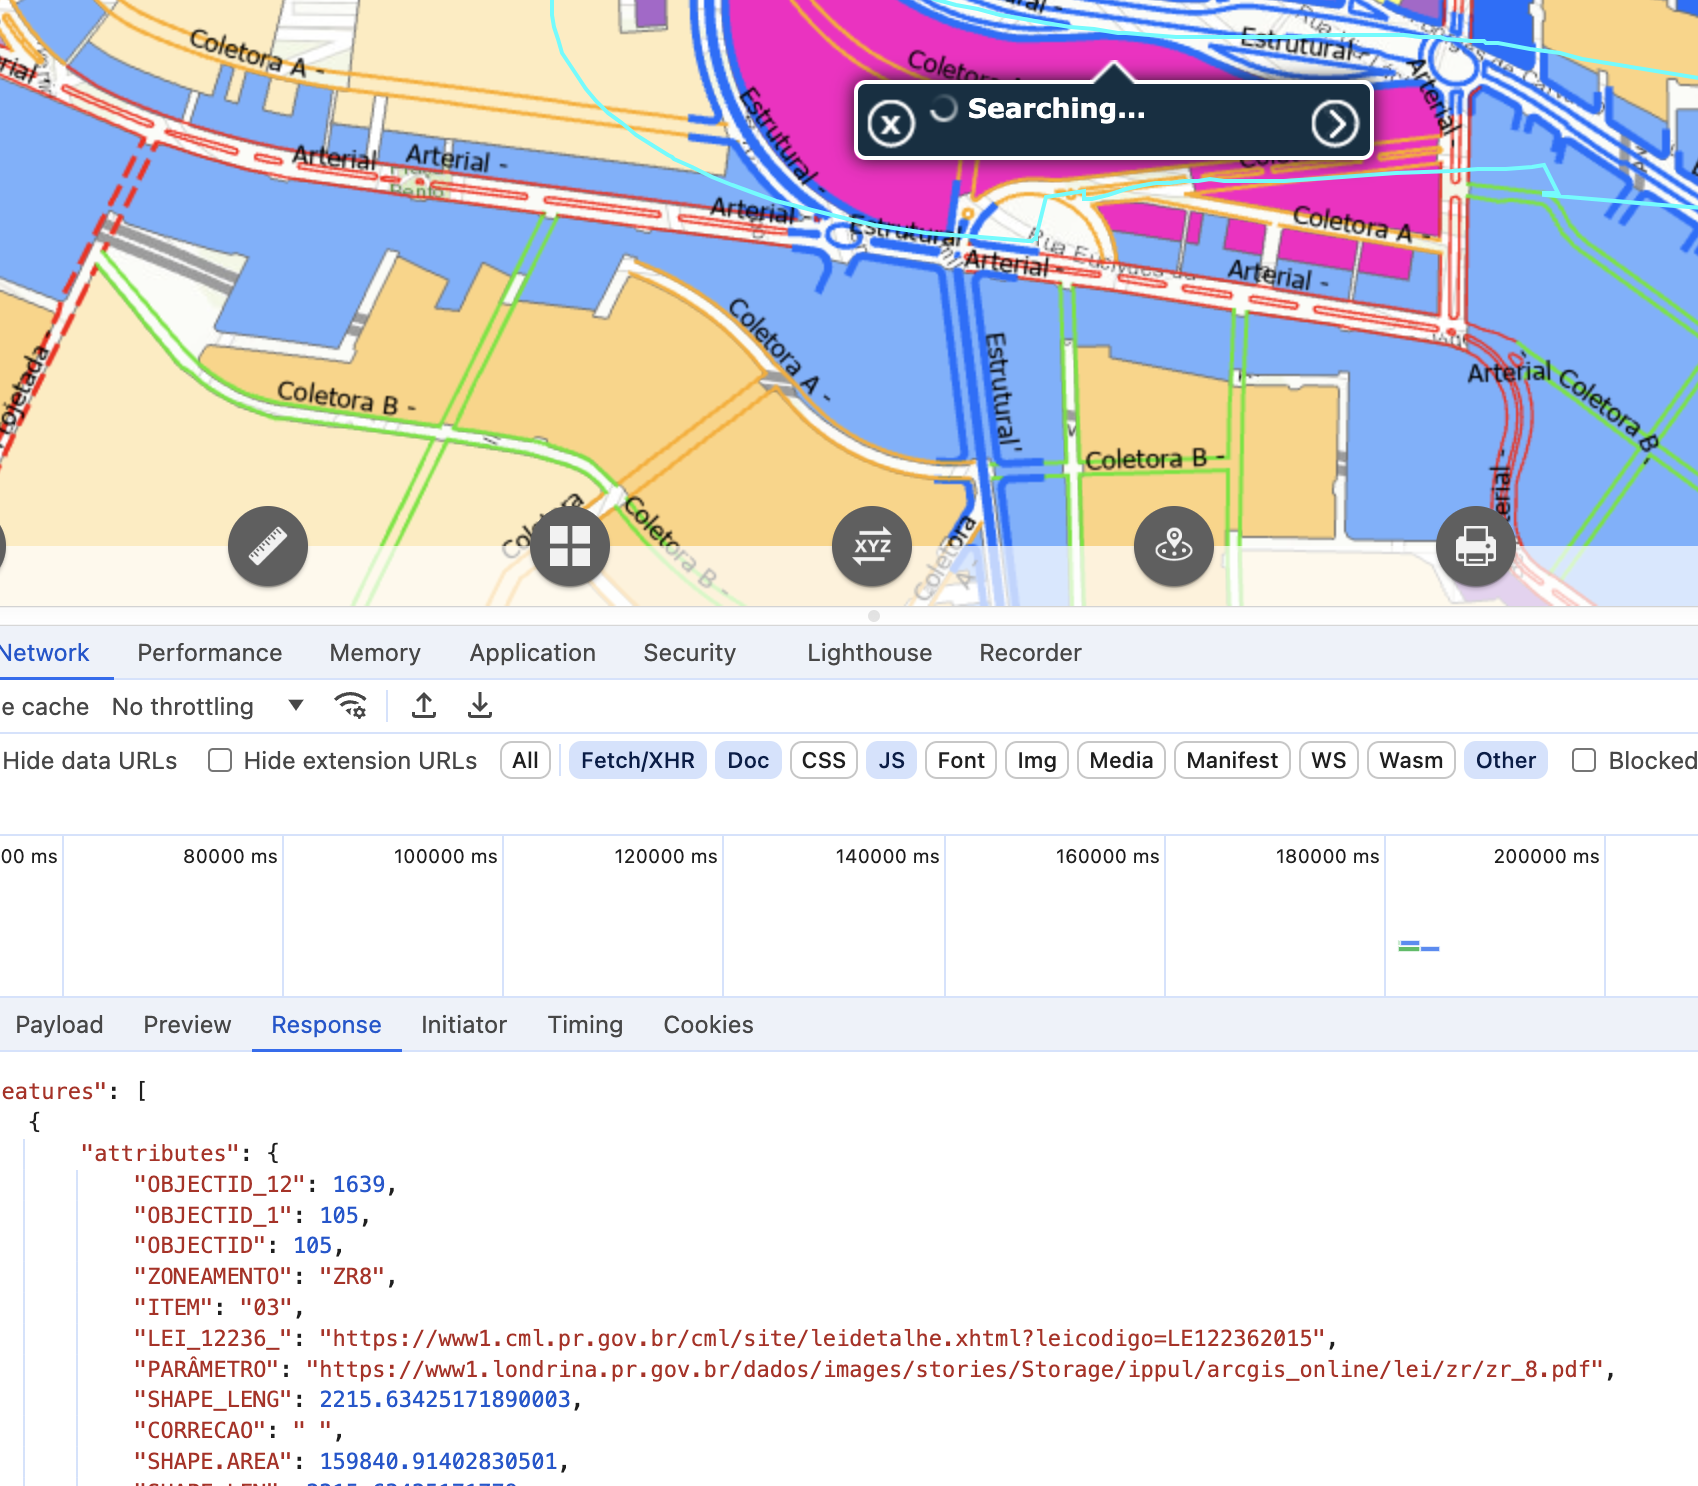 Coletora A -
Estrutural
Coletora
Arterial
Searching...
Estrutural -
Arterial
Arterial -
Arterial -
Estrutural
Coletora A -
Rua Euclides da
Arterial -
Arterial -
Coletora A -
Estrutural
Arterial
Coletora B -
Coletora B -
Coletora B -
Coletora B -
Coletora A
XYZ
Network
Performance
Memory
Application
Security
Lighthouse
Recorder
e cache
No throttling
Hide data URLs
Hide extension URLs
All
Fetch/XHR
Doc
CSS
JS
Font
Img
Media
Manifest
WS
Wasm
Other
Blocked
00 ms
80000 ms
100000 ms
120000 ms
140000 ms
160000 ms
180000 ms
200000 ms
Payload
Preview
Response
Initiator
Timing
Cookies
eatures": [
{
"attributes": {
"OBJECTID_12": 1639,
"OBJECTID_1": 105,
"OBJECTID": 105,
"ZONEAMENTO": "ZR8",
"ITEM": "03",
"LEI_12236_": "https://www1.cml.pr.gov.br/cml/site/leidetalhe.xhtml?leicodigo=LE122362015",
"PARÂMETRO": "https://www1.londrina.pr.gov.br/dados/images/stories/Storage/ippul/arcgis_online/lei/zr/zr_8.pdf",
"SHAPE_LENG": 2215.63425171890003,
"CORRECAO": " ",
"SHAPE.AREA": 159840.91402830501,